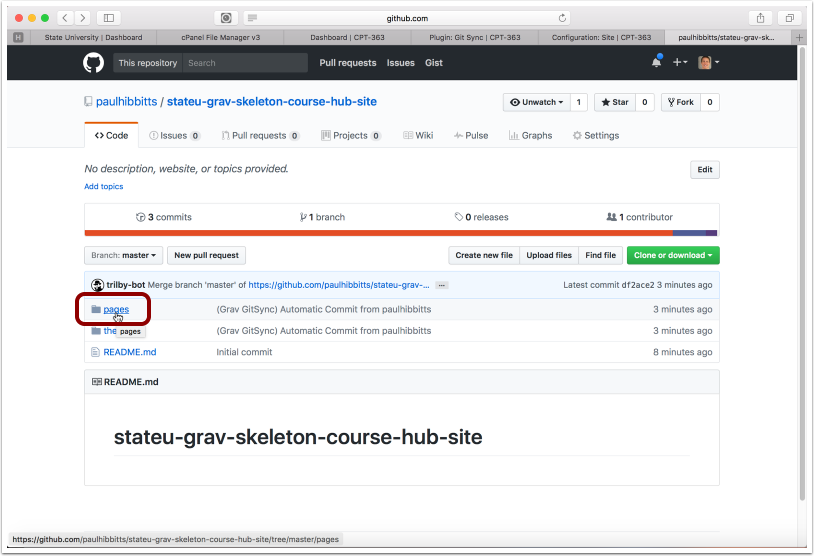 github.com
H State University | Dashboard cPanel File Manager v3 Dashboard | CPT-363 Plugin: Git Sync | CPT-363 Configuration: Site | CPT-363 paulhibbitts/stateu-grav-sk... +
This repository Search Pull requests Issues Gist
paulhibbitts / stateu-grav-skeleton-course-hub-site Unwatch 1 Star 0 Fork 0
Code Issues 0 Pull requests 0 Projects 0 Wiki Pulse Graphs Settings
No description, website, or topics provided. Edit
Add topics
3 commits 1 branch 0 releases 1 contributor
Branch: master New pull request Create new file Upload files Find file Clone or download
trilby-bot Merge branch 'master' of https://github.com/paulhibbitts/stateu-grav-... ... Latest commit df2ace2 3 minutes ago
pages (Grav GitSync) Automatic Commit from paulhibbitts 3 minutes ago
the pages (Grav GitSync) Automatic Commit from paulhibbitts 3 minutes ago
README.md Initial commit 8 minutes ago
README.md
stateu-grav-skeleton-course-hub-site
https://github.com/paulhibbitts/stateu-grav-skeleton-course-hub-site/tree/master/pages